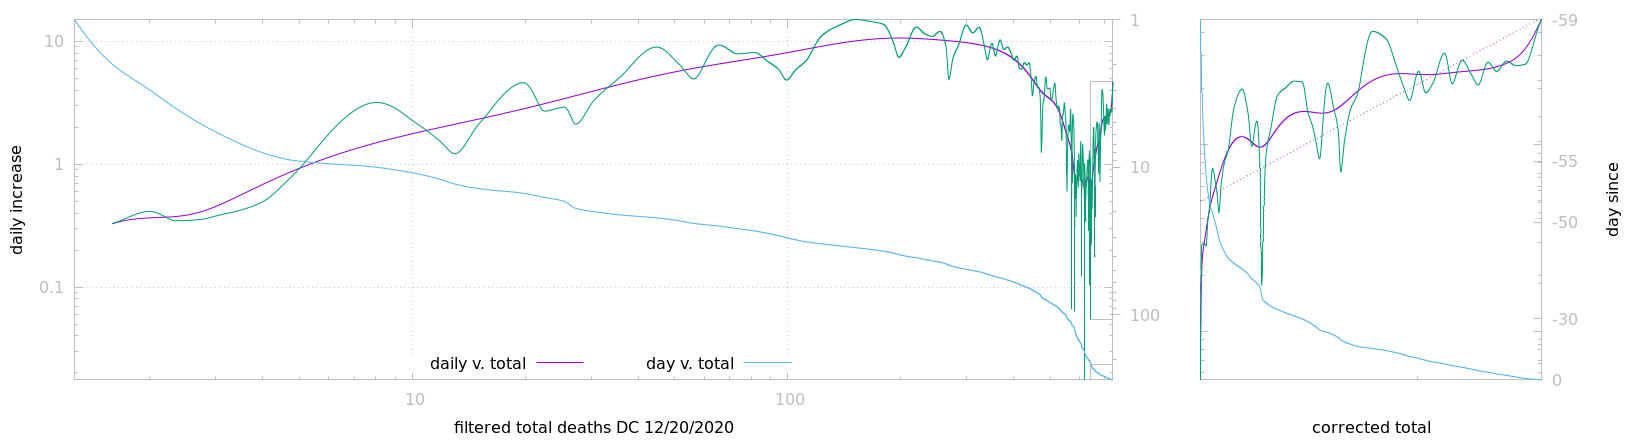 10
1
0.1
daily increase
daily v. total
day v. total
10
100
filtered total deaths DC 12/20/2020
1
10
100
-59
-55
-50
-30
0
day since
corrected total